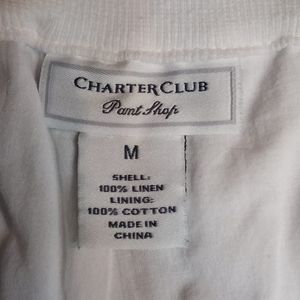 CHARTER CLUB
Pant Shop
M
SHELL:
100% LINEN
LINING:
100% COTTON
MADE IN
CHINA